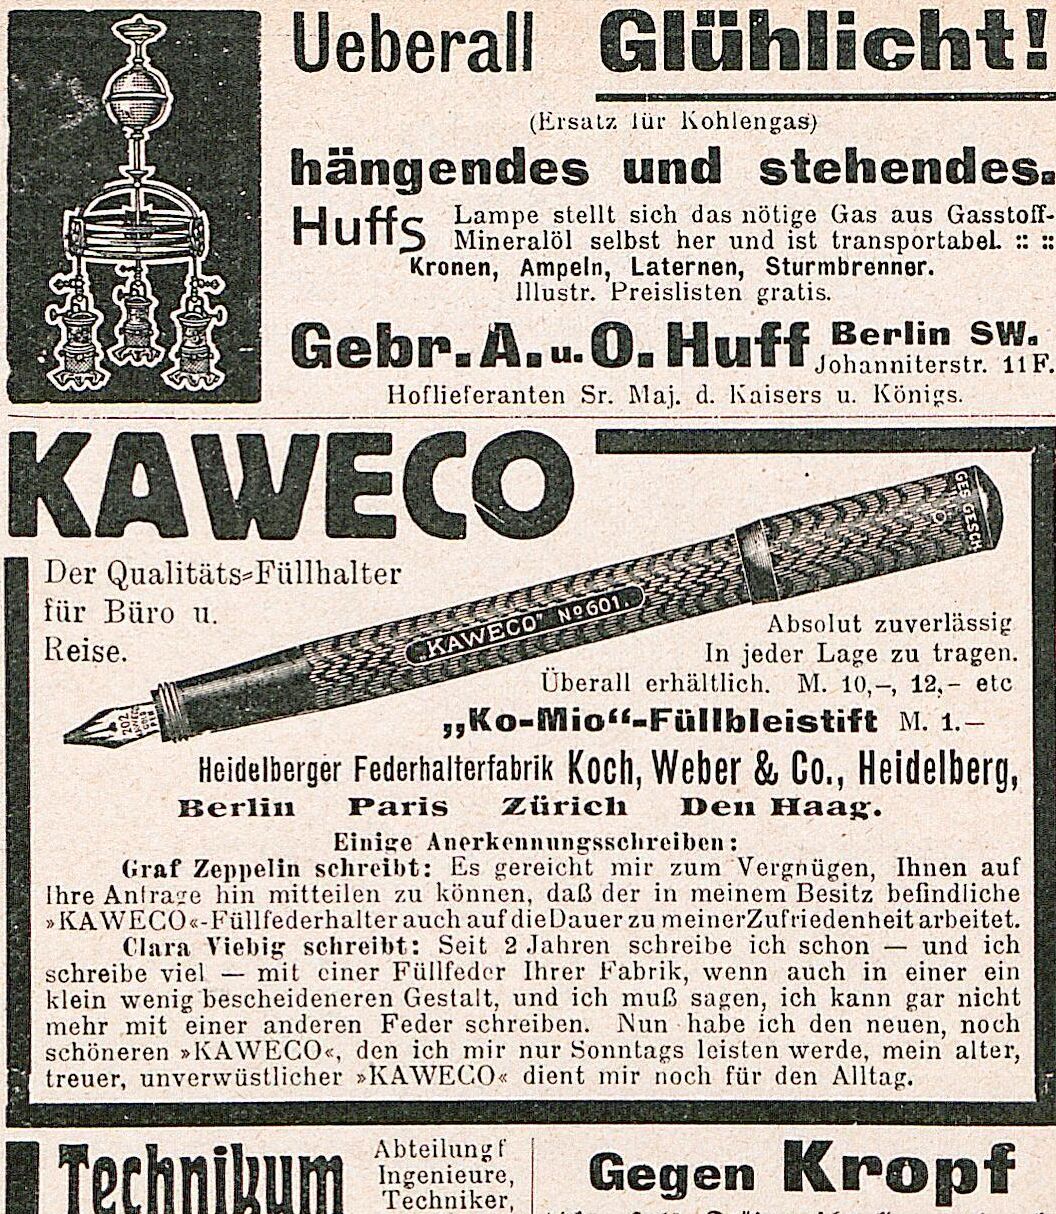 Ueberall Glühlicht!
(Ersatz für Kohlengas)
hängendes und stehendes.
Huffs Lampe stellt sich das nötige Gas aus Gasstoff-
Mineralöl selbst her und ist transportabel. :: ::
Kronen, Ampeln, Laternen, Sturmbrenner.
Illustr. Preislisten gratis.
Gebr. A. u. O. Huff Berlin SW.
Johanniterstr. 11 F.
Hoflieferanten Sr. Maj. d. Kaisers u. Königs.
KAWECO
GES. GESCH.
Der Qualitäts-Füllhalter
für Büro u.
Reise.
„KAWECO" No 601.
202
Absolut zuverlässig
In jeder Lage zu tragen.
Überall erhältlich. M. 10,-, 12,- etc
„Ko-Mio“-Füllbleistift M. 1.—
Heidelberger Federhalterfabrik Koch, Weber & Co., Heidelberg,
Berlin Paris Zürich Den Haag.
Einige Anerkennungsschreiben:
Graf Zeppelin schreibt: Es gereicht mir zum Vergnügen, Ihnen auf
Ihre Anfrage hin mitteilen zu können, daß der in meinem Besitz befindliche
»KAWECO«-Füllfederhalter auch auf die Dauer zu meiner Zufriedenheit arbeitet.
Clara Viebig schreibt: Seit 2 Jahren schreibe ich schon — und ich
schreibe viel — mit einer Füllfeder Ihrer Fabrik, wenn auch in einer ein
klein wenig bescheideneren Gestalt, und ich muß sagen, ich kann gar nicht
mehr mit einer anderen Feder schreiben. Nun habe ich den neuen, noch
schöneren »KAWECO«, den ich mir nur Sonntags leisten werde, mein alter,
treuer, unverwüstlicher »KAWECO« dient mir noch für den Alltag.
Technikum
Abteilung f
Ingenieure,
Techniker,
Gegen Kropf